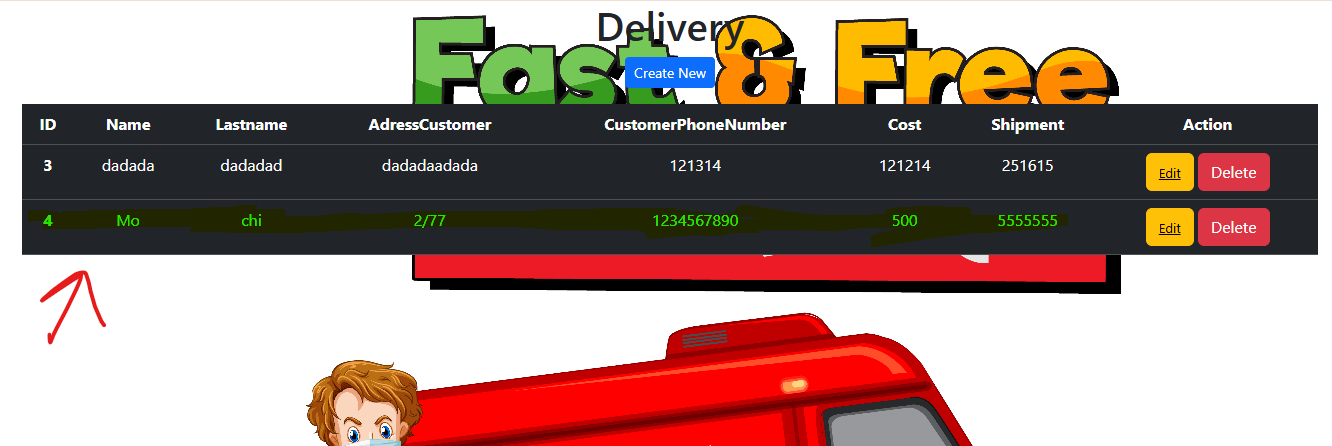 Delivery
Fast & Free
Create New
ID Name Lastname AdressCustomer CustomerPhoneNumber Cost Shipment Action
3 dadada dadadad dadadaadada 121314 121214 251615 Edit Delete
4 Mo chi 2/77 1234567890 500 5555555 Edit Delete